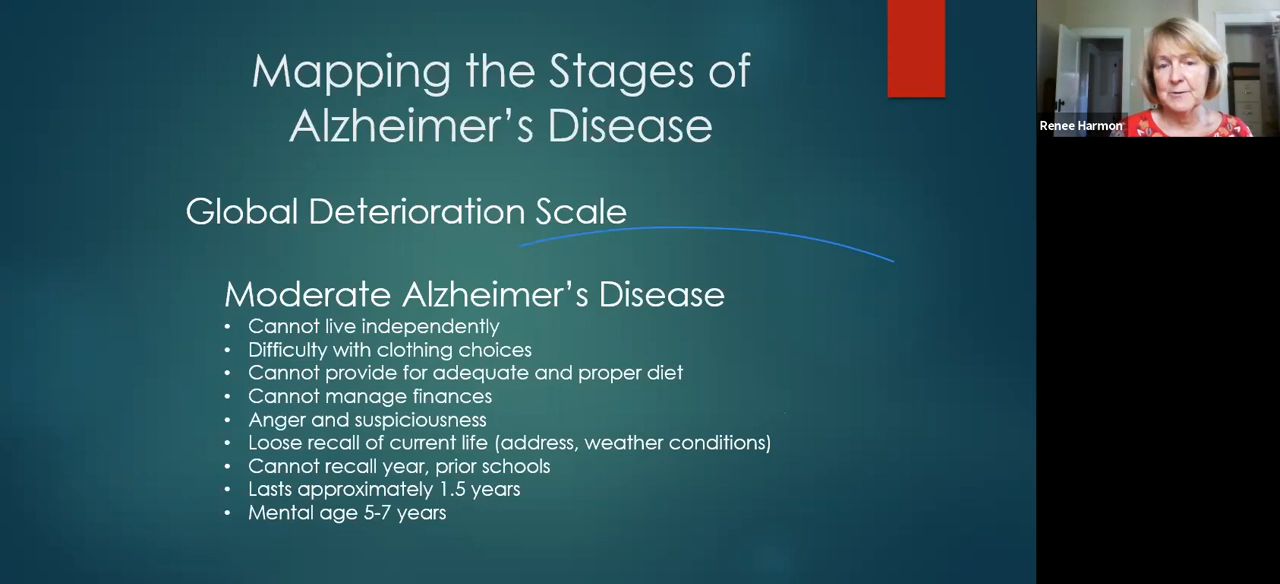 Mapping the Stages of
Alzheimer's Disease
Global Deterioration Scale
Moderate Alzheimer's Disease
• Cannot live independently
• Difficulty with clothing choices
• Cannot provide for adequate and proper diet
• Cannot manage finances
• Anger and suspiciousness
• Loose recall of current life (address, weather conditions)
• Cannot recall year, prior schools
• Lasts approximately 1.5 years
• Mental age 5-7 years
Renee Harmon